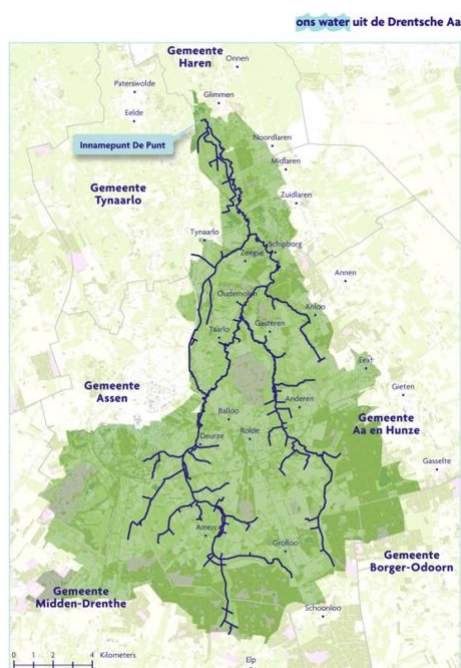 ons water uit de Drentsche Aa
Gemeente
Haren
Onnen
Paterswolde
Glimmen
Eelde
Noordlaren
Innamepunt De Punt
Midlaren
Gemeente
Tynaarlo
Zuidlaren
Tynaarlo
Schipborg
Zeegse
Annen
Oudemolen
Anloo
Gasteren
Taarlo
Eext
Gemeente
Assen
Gieten
Anderen
Balloo
Gemeente
Aa en Hunze
Rolde
Deurze
Gasselte
Amen
Grolloo
Gemeente
Borger-Odoorn
Gemeente
Midden-Drenthe
Schoonloo
0 1 2 4 Kilometers
Elp